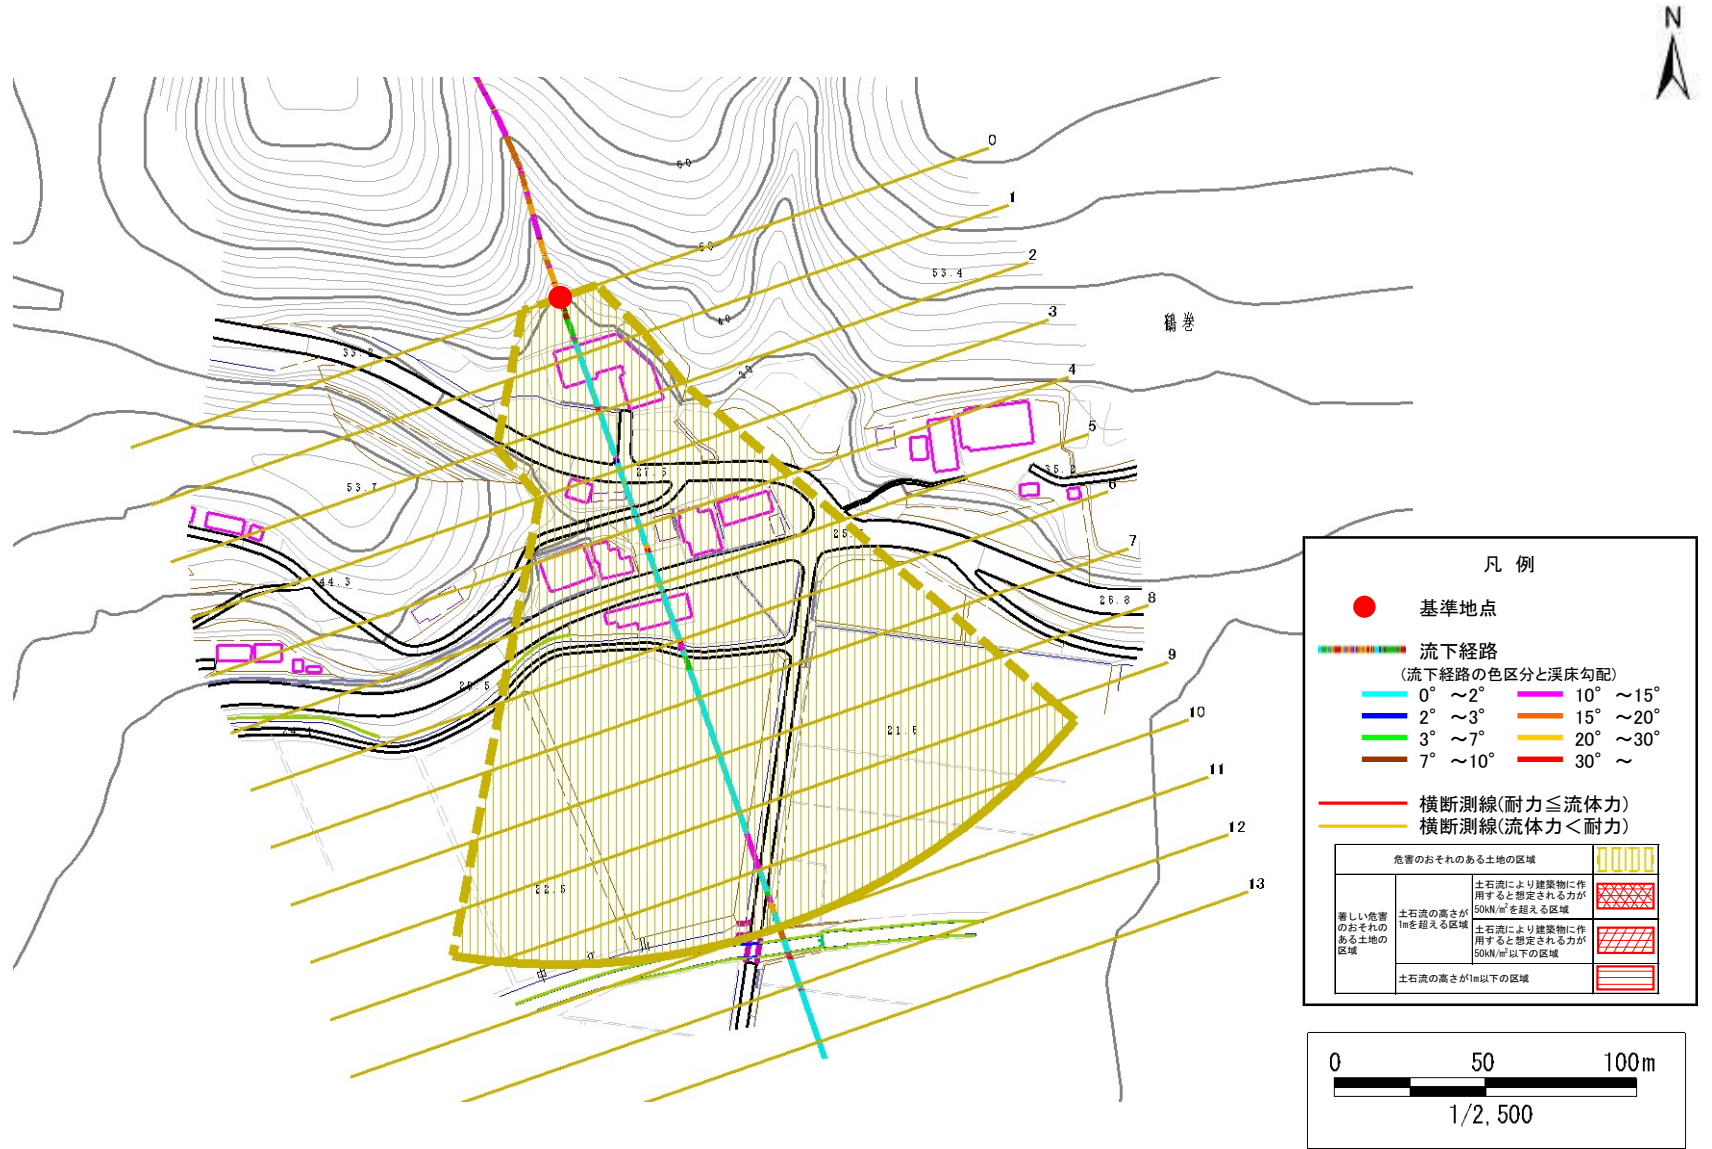 N
0
1
50
2
60
53.4
3
鶴巻
40
33.2
4
5
35.2
27.5
53.7
6
25.
7
44.3
26.8
8
9
25.5
10
21.6
11
12
22.5
13
凡 例
基準地点
流下経路
(流下経路の色区分と渓床勾配)
0° ～2° 10° ～15°
2° ～3° 15° ～20°
3° ～7° 20° ～30°
7° ～10° 30° ～
横断測線(耐力≦流体力)
横断測線(流体力＜耐力)
危害のおそれのある土地の区域
著しい危害
のおそれの
ある土地の
区域
土石流の高さが
1mを超える区域
土石流により建築物に作
用すると想定される力が
50kN/m²を超える区域
土石流により建築物に作
用すると想定される力が
50kN/m²以下の区域
土石流の高さが1m以下の区域
0 50 100m
1/2,500